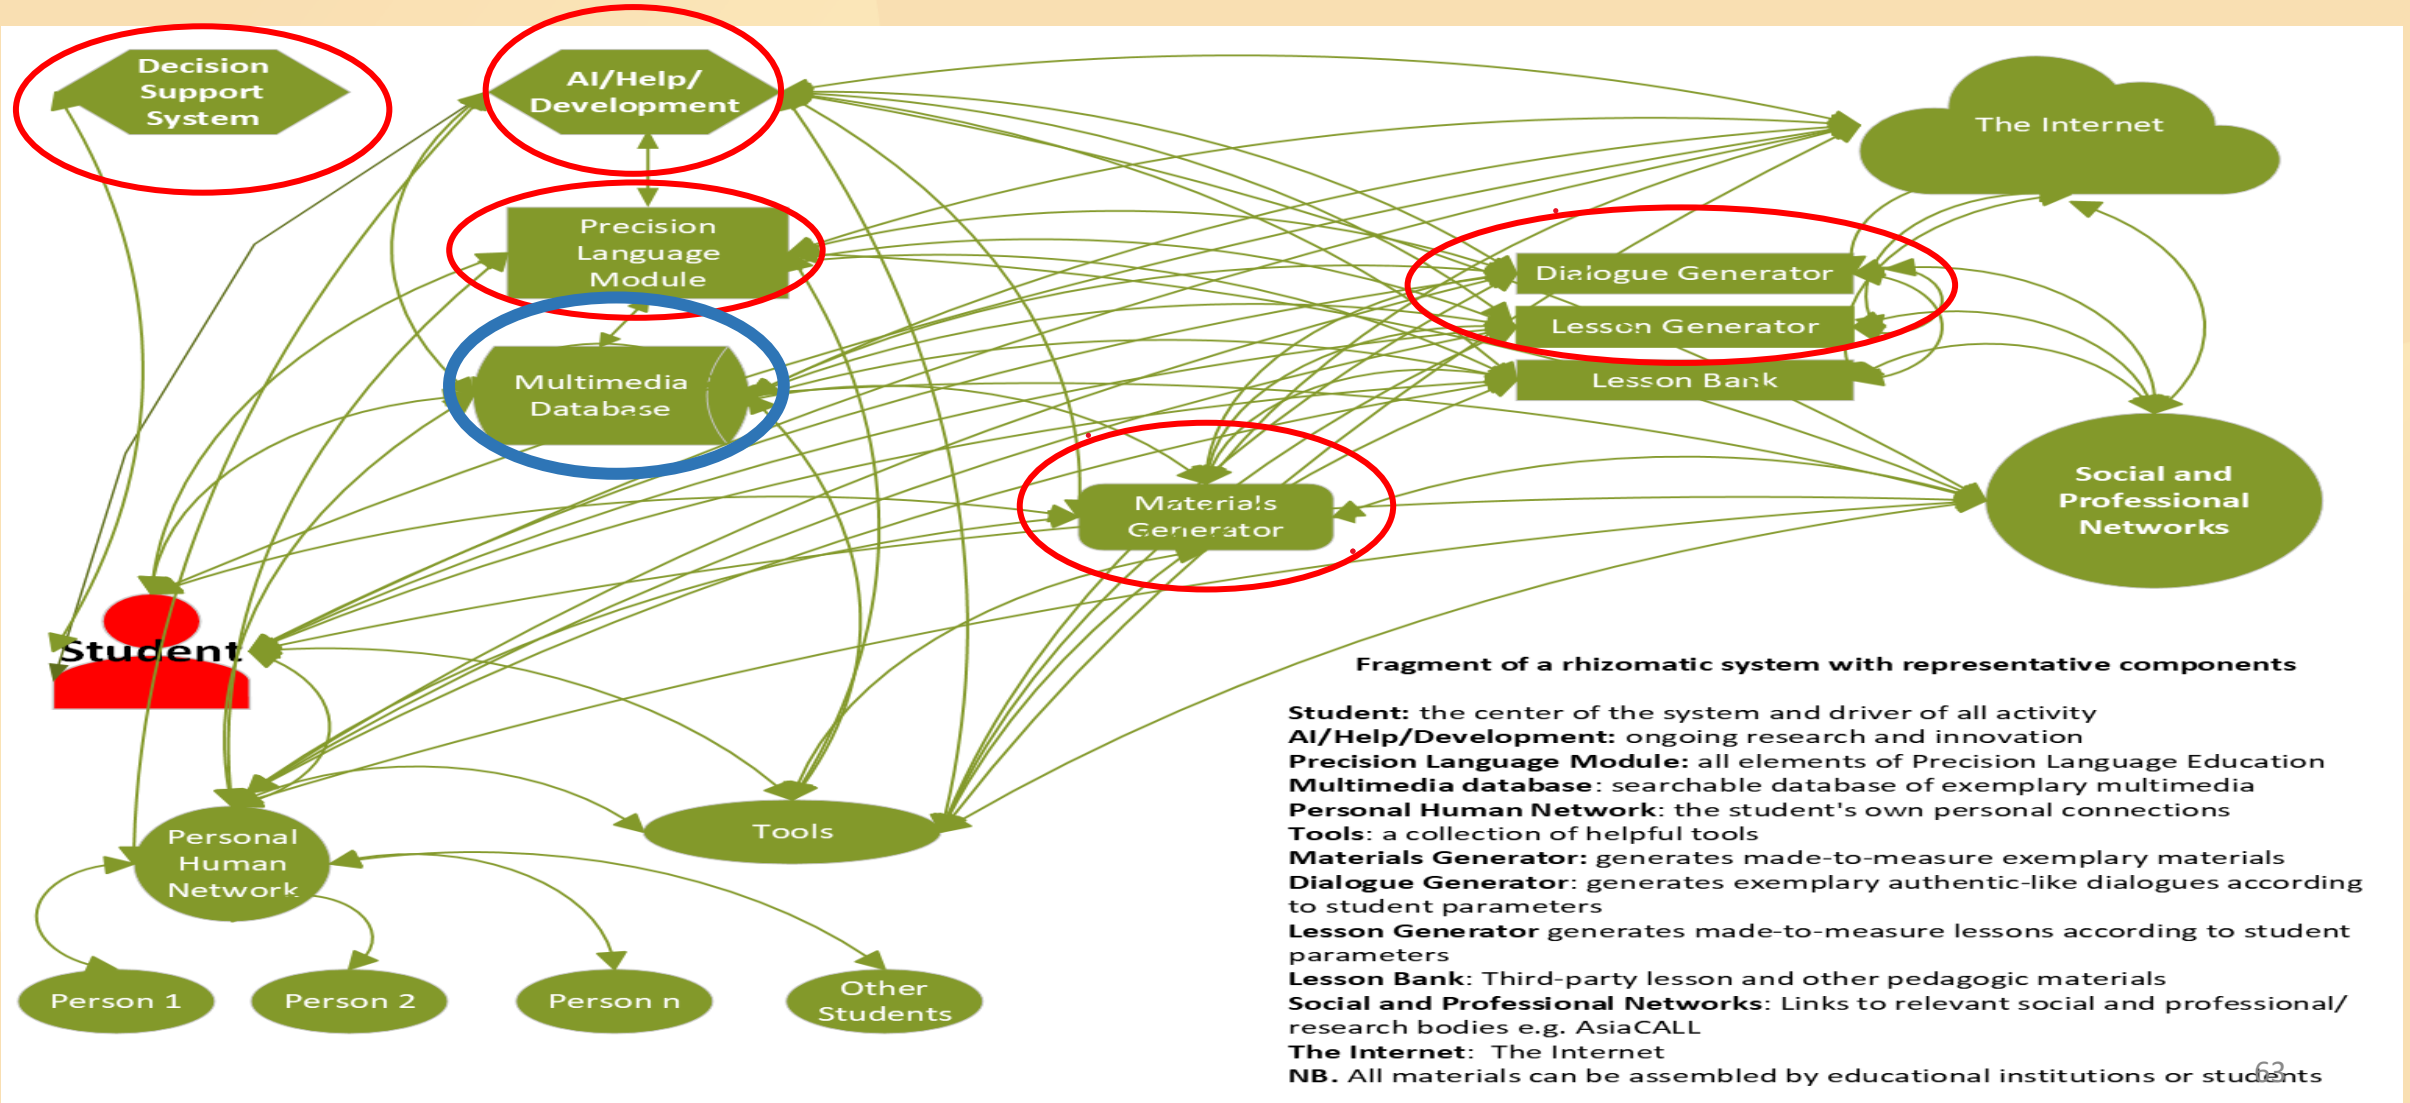 Decision
Support
System
AI/Help/
Development
The Internet
Precision
Language
Module
Dialogue Generator
Lesson Generator
Lesson Bank
Multimedia
Database
Materials
Generator
Social and
Professional
Networks
Student
Personal
Human
Network
Tools
Person 1
Person 2
Person n
Other
Students
Fragment of a rhizomatic system with representative components
Student: the center of the system and driver of all activity
AI/Help/Development: ongoing research and innovation
Precision Language Module: all elements of Precision Language Education
Multimedia database: searchable database of exemplary multimedia
Personal Human Network: the student's own personal connections
Tools: a collection of helpful tools
Materials Generator: generates made-to-measure exemplary materials
Dialogue Generator: generates exemplary authentic-like dialogues according
to student parameters
Lesson Generator generates made-to-measure lessons according to student
parameters
Lesson Bank: Third-party lesson and other pedagogic materials
Social and Professional Networks: Links to relevant social and professional/
research bodies e.g. AsiaCALL
The Internet: The Internet
NB. All materials can be assembled by educational institutions or students
63